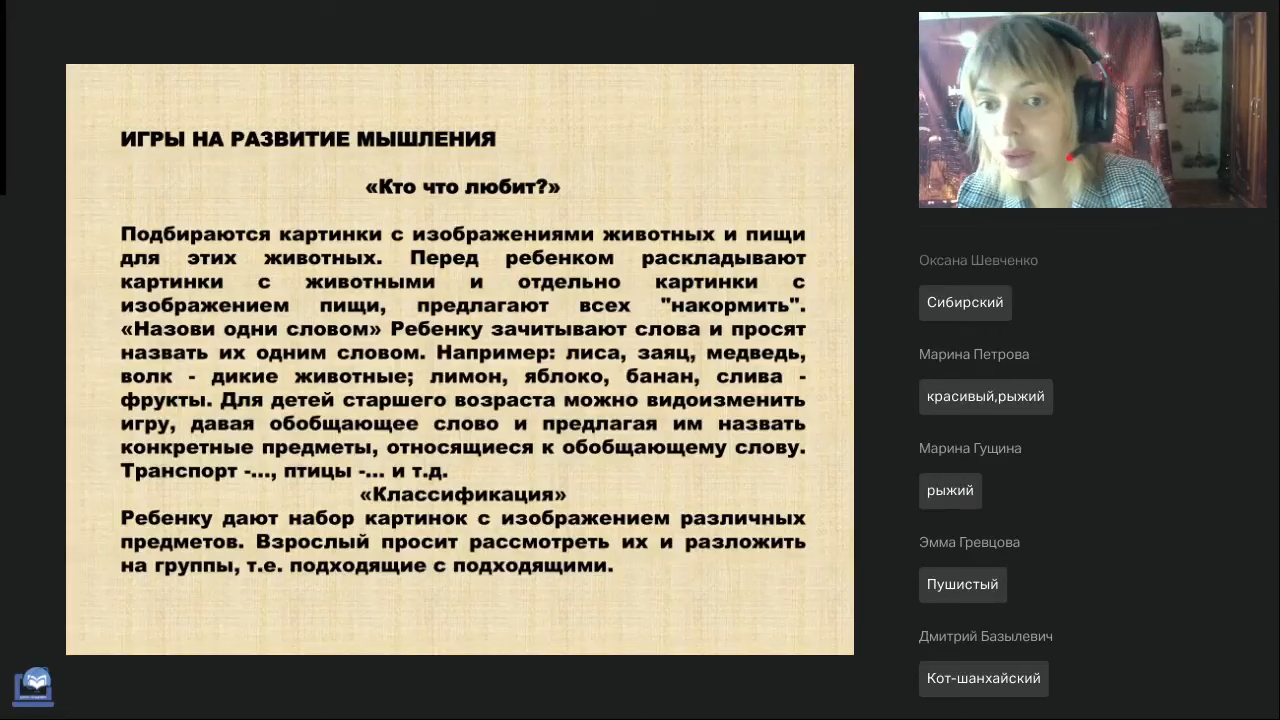 ИГРЫ НА РАЗВИТИЕ МЫШЛЕНИЯ
«Кто что любит?»
Подбираются картинки с изображениями животных и пищи
для этих животных. Перед ребенком раскладывают
картинки с животными и отдельно картинки с
изображением пищи, предлагают всех "накормить".
«Назови одни словом» Ребенку зачитывают слова и просят
назвать их одним словом. Например: лиса, заяц, медведь,
волк - дикие животные; лимон, яблоко, банан, слива -
фрукты. Для детей старшего возраста можно видоизменить
игру, давая обобщающее слово и предлагая им назвать
конкретные предметы, относящиеся к обобщающему слову.
Транспорт -..., птицы -... и т.д.
«Классификация»
Ребенку дают набор картинок с изображением различных
предметов. Взрослый просит рассмотреть их и разложить
на группы, т.е. подходящие с подходящими.
Оксана Шевченко
Сибирский
Марина Петрова
красивый,рыжий
Марина Гущина
рыжий
Эмма Гревцова
Пушистый
Дмитрий Базылевич
Кот-шанхайский